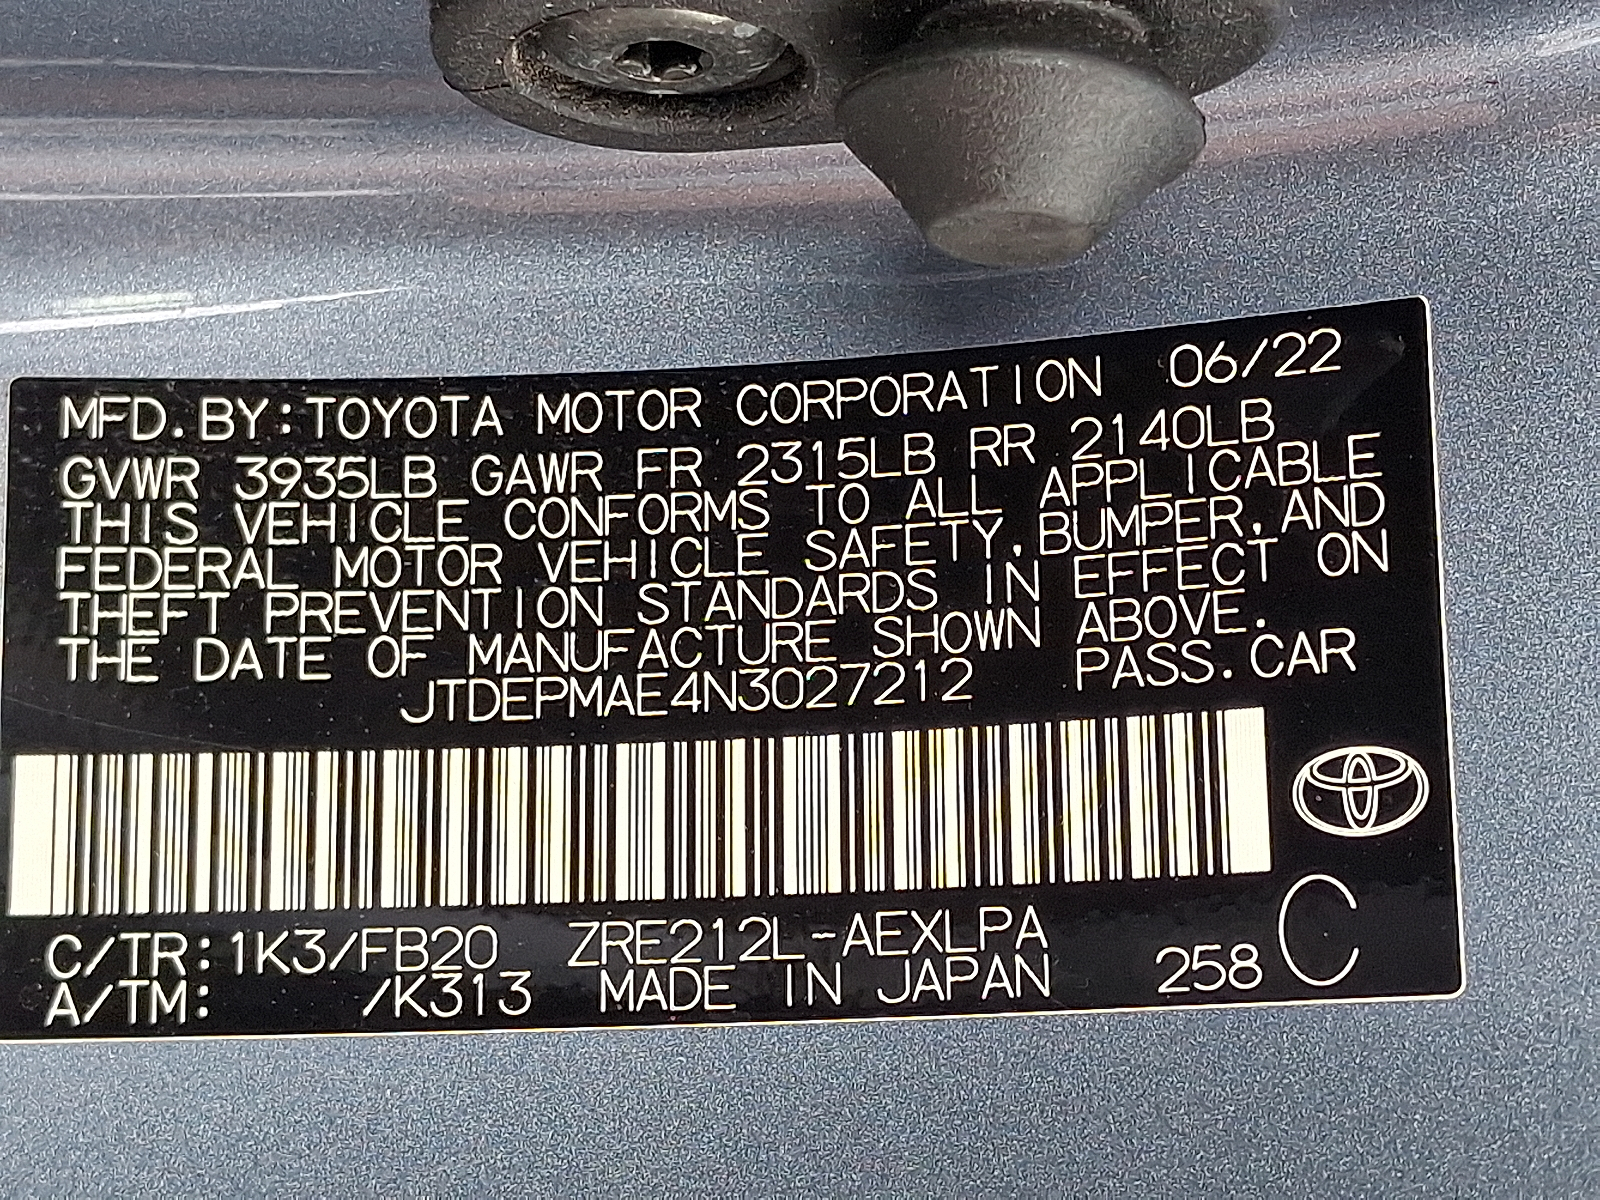 MFD. BY: TOYOTA MOTOR CORPORATION 06/22
GVWR 3935LB GAWR FR 2315LB RR 2140LB
THIS VEHICLE CONFORMS TO ALL APPLICABLE
FEDERAL MOTOR VEHICLE SAFETY, BUMPER, AND
THEFT PREVENTION STANDARDS IN EFFECT ON
THE DATE OF MANUFACTURE SHOWN ABOVE.
JTDEPMAE4N3027212 PASS. CAR
C/TR: 1K3/FB20 ZRE212L-AEXLPA
A/TM: /K313 MADE IN JAPAN 258 C